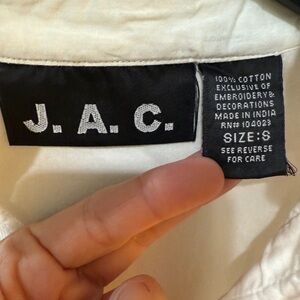 J. A. C.
100% COTTON
EXCLUSIVE OF
EMBROIDERY &
DECORATIONS
MADE IN INDIA
RN# 104023
SIZE: S
SEE REVERSE
FOR CARE